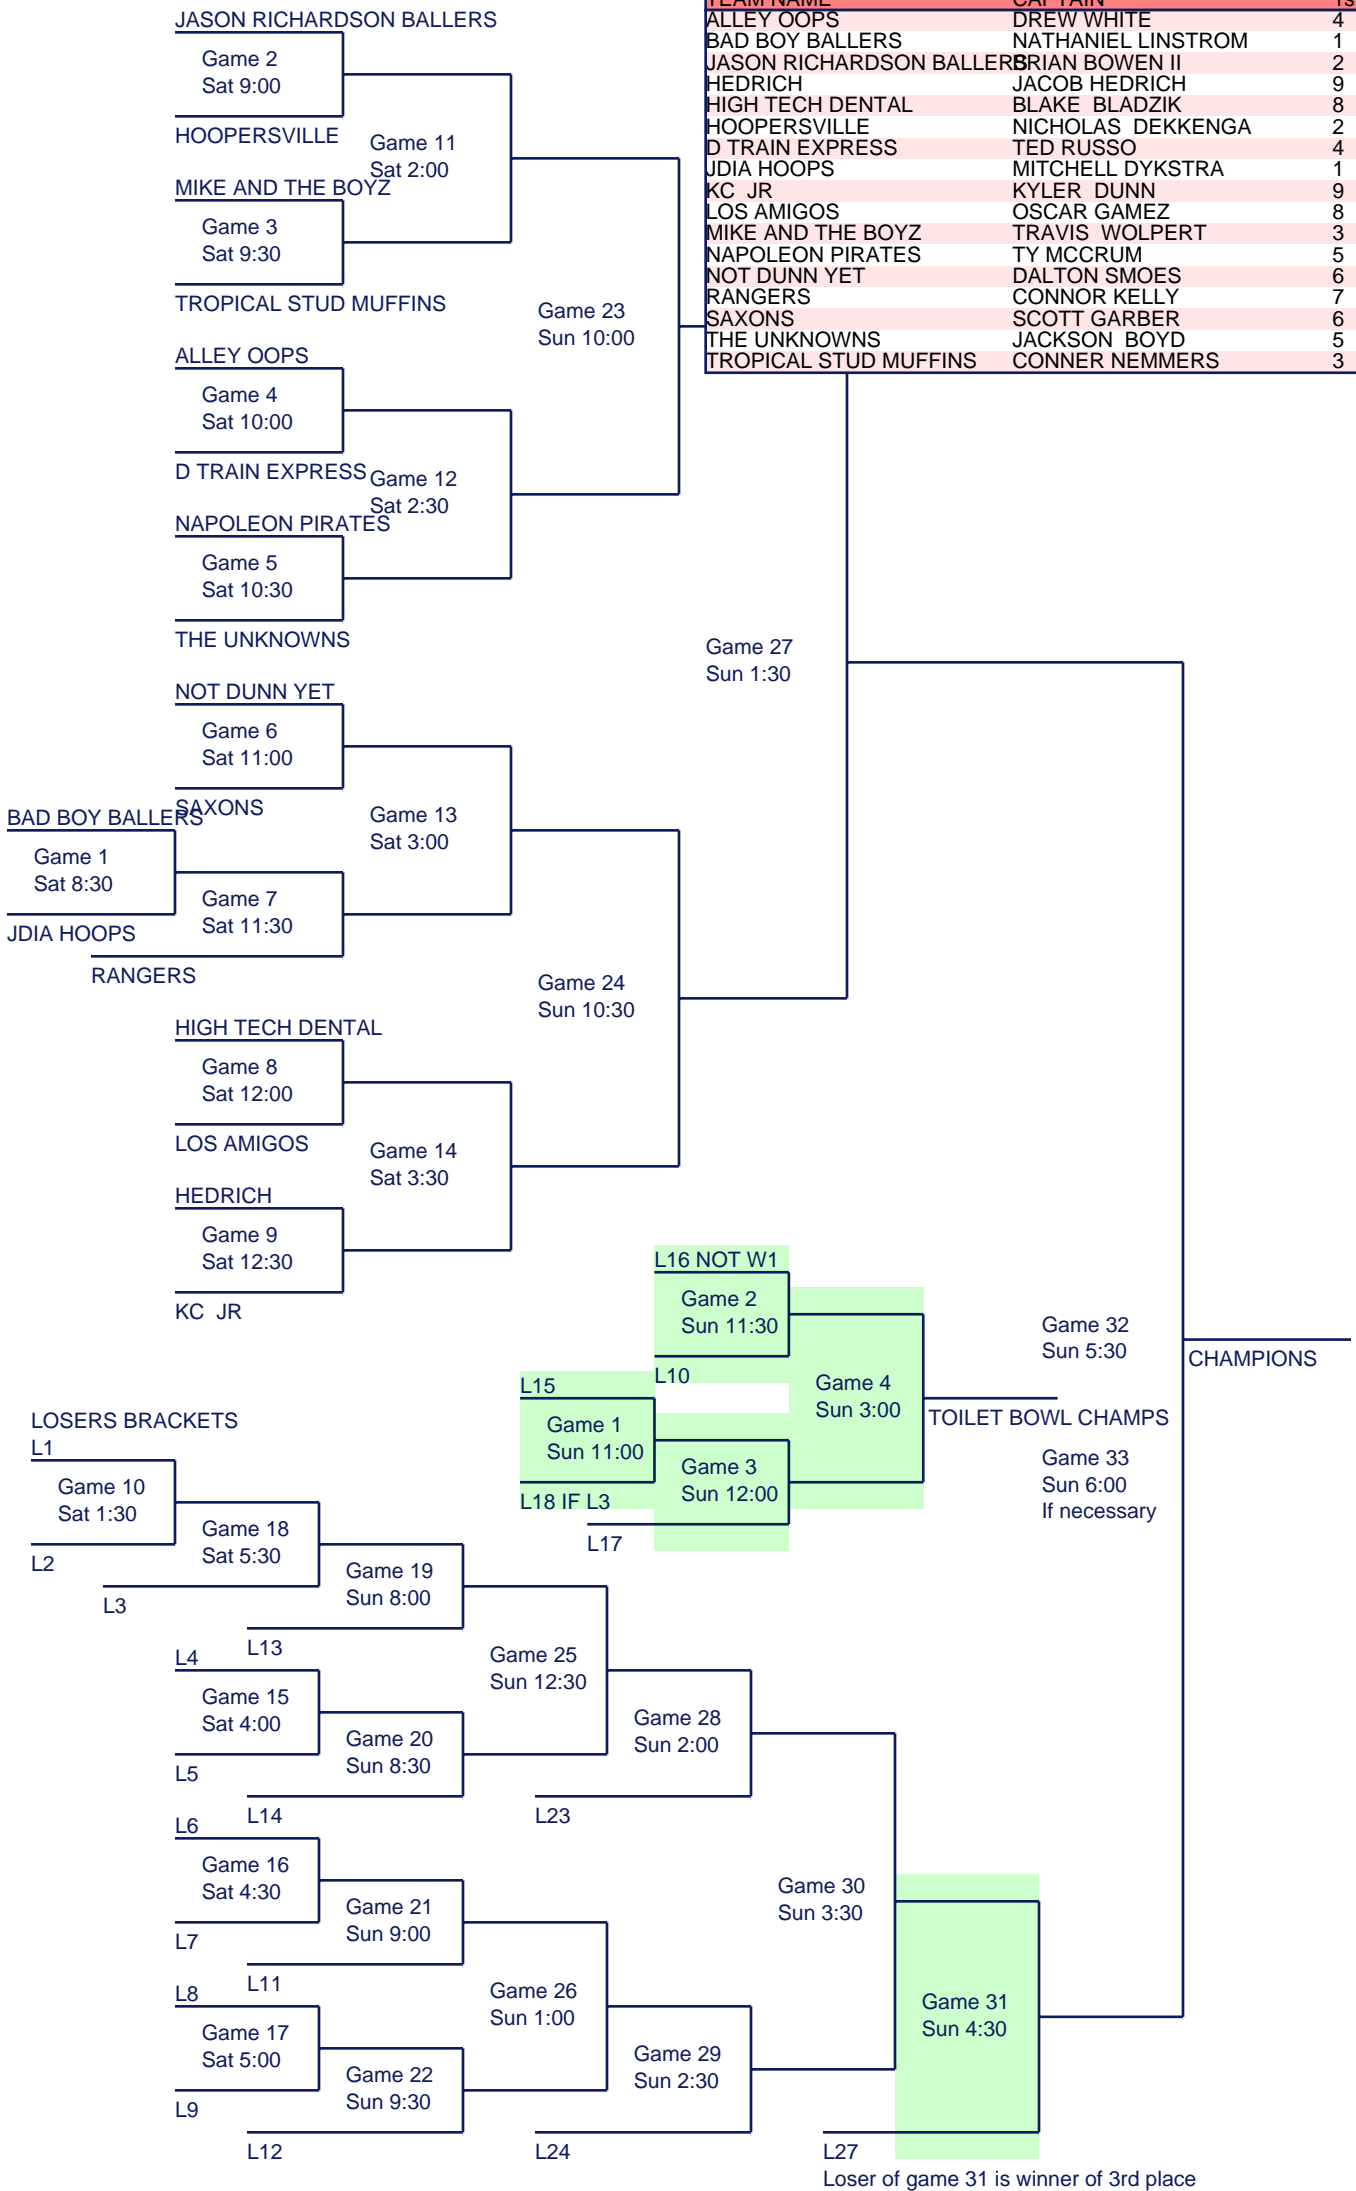 TEAM NAME CAPTAIN 1s
ALLEY OOPS DREW WHITE 4
BAD BOY BALLERS NATHANIEL LINSTROM 1
JASON RICHARDSON BALLERS BRIAN BOWEN II 2
HEDRICH JACOB HEDRICH 9
HIGH TECH DENTAL BLAKE BLADZIK 8
HOOPERSVILLE NICHOLAS DEKKENGA 2
D TRAIN EXPRESS TED RUSSO 4
JDIA HOOPS MITCHELL DYKSTRA 1
KC JR KYLER DUNN 9
LOS AMIGOS OSCAR GAMEZ 8
MIKE AND THE BOYZ TRAVIS WOLPERT 3
NAPOLEON PIRATES TY MCCRUM 5
NOT DUNN YET DALTON SMOES 6
RANGERS CONNOR KELLY 7
SAXONS SCOTT GARBER 6
THE UNKNOWNS JACKSON BOYD 5
TROPICAL STUD MUFFINS CONNER NEMMERS 3
JASON RICHARDSON BALLERS
Game 2
Sat 9:00
HOOPERSVILLE
Game 11
Sat 2:00
MIKE AND THE BOYZ
Game 3
Sat 9:30
TROPICAL STUD MUFFINS
Game 23
Sun 10:00
ALLEY OOPS
Game 4
Sat 10:00
D TRAIN EXPRESS
Game 12
Sat 2:30
NAPOLEON PIRATES
Game 5
Sat 10:30
THE UNKNOWNS
Game 27
Sun 1:30
NOT DUNN YET
Game 6
Sat 11:00
SAXONS
BAD BOY BALLERS
Game 13
Sat 3:00
Game 1
Sat 8:30
Game 7
Sat 11:30
JDIA HOOPS
RANGERS
Game 24
Sun 10:30
HIGH TECH DENTAL
Game 8
Sat 12:00
LOS AMIGOS
Game 14
Sat 3:30
HEDRICH
Game 9
Sat 12:30
KC JR
L16 NOT W1
Game 2
Sun 11:30
L10
Game 32
Sun 5:30
CHAMPIONS
L15
Game 4
Sun 3:00
Game 1
Sun 11:00
TOILET BOWL CHAMPS
Game 3
Sun 12:00
L18 IF L3
L17
Game 33
Sun 6:00
If necessary
LOSERS BRACKETS
L1
Game 10
Sat 1:30
L2
Game 18
Sat 5:30
L3
Game 19
Sun 8:00
L13
L4
Game 25
Sun 12:30
Game 15
Sat 4:00
L5
Game 20
Sun 8:30
L14
Game 28
Sun 2:00
L23
L6
Game 16
Sat 4:30
L7
Game 21
Sun 9:00
L11
Game 30
Sun 3:30
L8
Game 26
Sun 1:00
Game 17
Sat 5:00
L9
Game 22
Sun 9:30
L12
Game 29
Sun 2:30
L24
Game 31
Sun 4:30
L27
Loser of game 31 is winner of 3rd place